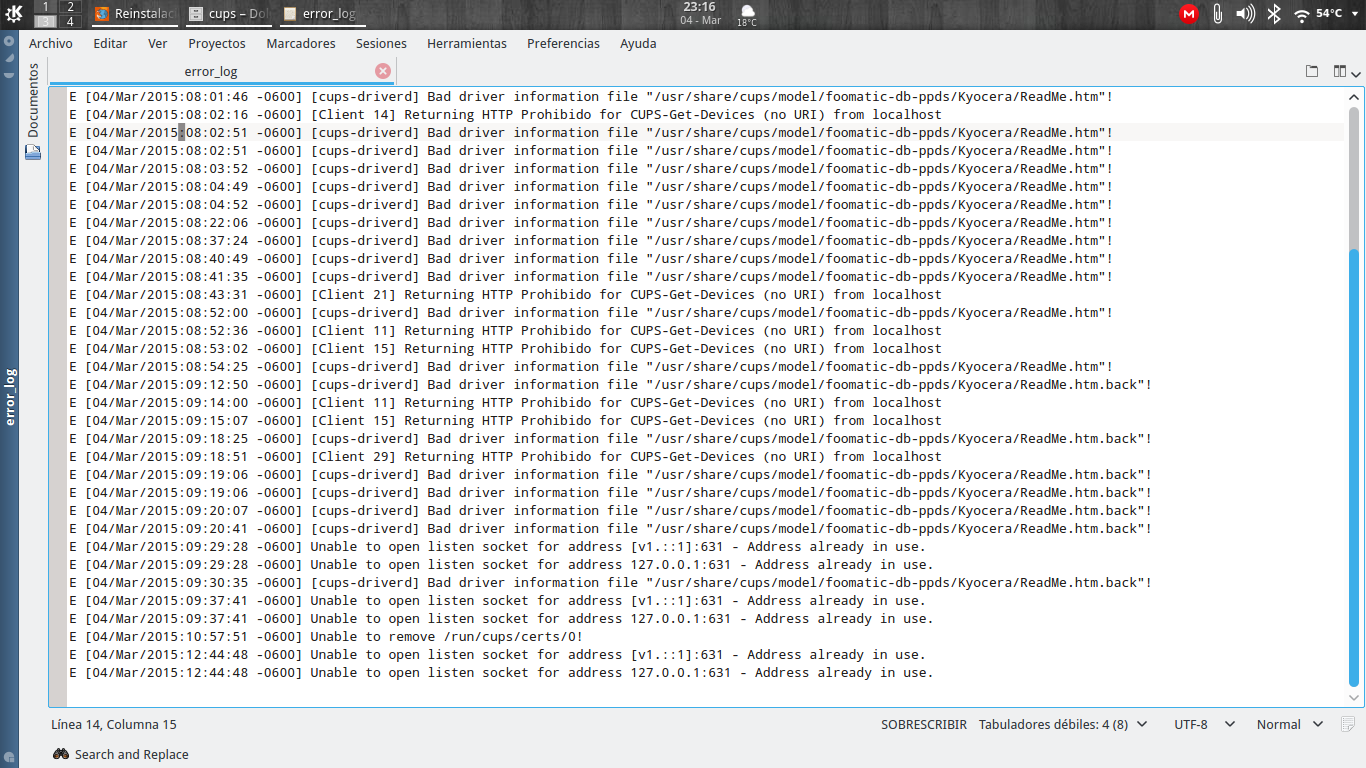 1 2
3 4
Reinstalac
cups – Dol
error_log
23:16
04 - Mar
18°C
M
54°C
Archivo Editar Ver Proyectos Marcadores Sesiones Herramientas Preferencias Ayuda
Documentos
error_log
error_log
E [04/Mar/2015:08:01:46 -0600] [cups-driverd] Bad driver information file "/usr/share/cups/model/foomatic-db-ppds/Kyocera/ReadMe.htm"!
E [04/Mar/2015:08:02:16 -0600] [Client 14] Returning HTTP Prohibido for CUPS-Get-Devices (no URI) from localhost
E [04/Mar/2015:08:02:51 -0600] [cups-driverd] Bad driver information file "/usr/share/cups/model/foomatic-db-ppds/Kyocera/ReadMe.htm"!
E [04/Mar/2015:08:02:51 -0600] [cups-driverd] Bad driver information file "/usr/share/cups/model/foomatic-db-ppds/Kyocera/ReadMe.htm"!
E [04/Mar/2015:08:03:52 -0600] [cups-driverd] Bad driver information file "/usr/share/cups/model/foomatic-db-ppds/Kyocera/ReadMe.htm"!
E [04/Mar/2015:08:04:49 -0600] [cups-driverd] Bad driver information file "/usr/share/cups/model/foomatic-db-ppds/Kyocera/ReadMe.htm"!
E [04/Mar/2015:08:04:52 -0600] [cups-driverd] Bad driver information file "/usr/share/cups/model/foomatic-db-ppds/Kyocera/ReadMe.htm"!
E [04/Mar/2015:08:22:06 -0600] [cups-driverd] Bad driver information file "/usr/share/cups/model/foomatic-db-ppds/Kyocera/ReadMe.htm"!
E [04/Mar/2015:08:37:24 -0600] [cups-driverd] Bad driver information file "/usr/share/cups/model/foomatic-db-ppds/Kyocera/ReadMe.htm"!
E [04/Mar/2015:08:40:49 -0600] [cups-driverd] Bad driver information file "/usr/share/cups/model/foomatic-db-ppds/Kyocera/ReadMe.htm"!
E [04/Mar/2015:08:41:35 -0600] [cups-driverd] Bad driver information file "/usr/share/cups/model/foomatic-db-ppds/Kyocera/ReadMe.htm"!
E [04/Mar/2015:08:43:31 -0600] [Client 21] Returning HTTP Prohibido for CUPS-Get-Devices (no URI) from localhost
E [04/Mar/2015:08:52:00 -0600] [cups-driverd] Bad driver information file "/usr/share/cups/model/foomatic-db-ppds/Kyocera/ReadMe.htm"!
E [04/Mar/2015:08:52:36 -0600] [Client 11] Returning HTTP Prohibido for CUPS-Get-Devices (no URI) from localhost
E [04/Mar/2015:08:53:02 -0600] [Client 15] Returning HTTP Prohibido for CUPS-Get-Devices (no URI) from localhost
E [04/Mar/2015:08:54:25 -0600] [cups-driverd] Bad driver information file "/usr/share/cups/model/foomatic-db-ppds/Kyocera/ReadMe.htm"!
E [04/Mar/2015:09:12:50 -0600] [cups-driverd] Bad driver information file "/usr/share/cups/model/foomatic-db-ppds/Kyocera/ReadMe.htm.back"!
E [04/Mar/2015:09:14:00 -0600] [Client 11] Returning HTTP Prohibido for CUPS-Get-Devices (no URI) from localhost
E [04/Mar/2015:09:15:07 -0600] [Client 15] Returning HTTP Prohibido for CUPS-Get-Devices (no URI) from localhost
E [04/Mar/2015:09:18:25 -0600] [cups-driverd] Bad driver information file "/usr/share/cups/model/foomatic-db-ppds/Kyocera/ReadMe.htm.back"!
E [04/Mar/2015:09:18:51 -0600] [Client 29] Returning HTTP Prohibido for CUPS-Get-Devices (no URI) from localhost
E [04/Mar/2015:09:19:06 -0600] [cups-driverd] Bad driver information file "/usr/share/cups/model/foomatic-db-ppds/Kyocera/ReadMe.htm.back"!
E [04/Mar/2015:09:19:06 -0600] [cups-driverd] Bad driver information file "/usr/share/cups/model/foomatic-db-ppds/Kyocera/ReadMe.htm.back"!
E [04/Mar/2015:09:20:07 -0600] [cups-driverd] Bad driver information file "/usr/share/cups/model/foomatic-db-ppds/Kyocera/ReadMe.htm.back"!
E [04/Mar/2015:09:20:41 -0600] [cups-driverd] Bad driver information file "/usr/share/cups/model/foomatic-db-ppds/Kyocera/ReadMe.htm.back"!
E [04/Mar/2015:09:29:28 -0600] Unable to open listen socket for address [v1.::1]:631 - Address already in use.
E [04/Mar/2015:09:29:28 -0600] Unable to open listen socket for address 127.0.0.1:631 - Address already in use.
E [04/Mar/2015:09:30:35 -0600] [cups-driverd] Bad driver information file "/usr/share/cups/model/foomatic-db-ppds/Kyocera/ReadMe.htm.back"!
E [04/Mar/2015:09:37:41 -0600] Unable to open listen socket for address [v1.::1]:631 - Address already in use.
E [04/Mar/2015:09:37:41 -0600] Unable to open listen socket for address 127.0.0.1:631 - Address already in use.
E [04/Mar/2015:10:57:51 -0600] Unable to remove /run/cups/certs/0!
E [04/Mar/2015:12:44:48 -0600] Unable to open listen socket for address [v1.::1]:631 - Address already in use.
E [04/Mar/2015:12:44:48 -0600] Unable to open listen socket for address 127.0.0.1:631 - Address already in use.
Línea 14, Columna 15
SOBRESCRIBIR Tabuladores débiles: 4 (8) UTF-8 Normal
Search and Replace